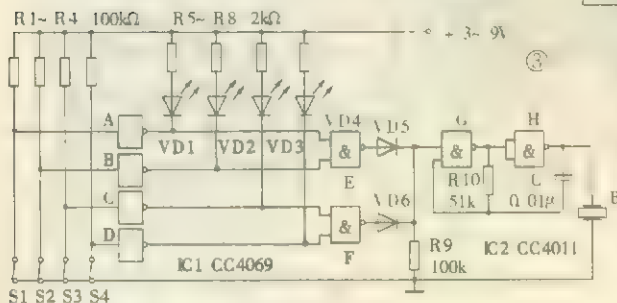 R1~R4 100kΩ R5~R8 2kΩ
+3~9V
③
A
B
C
D
VD1 VD2 VD3 VD4
VD5
VD6
&
E
&
F
G
&
H
&
R10
51k
C
0.01μ
B
R9
100k
IC1 CC4069
IC2 CC4011
S1 S2 S3 S4